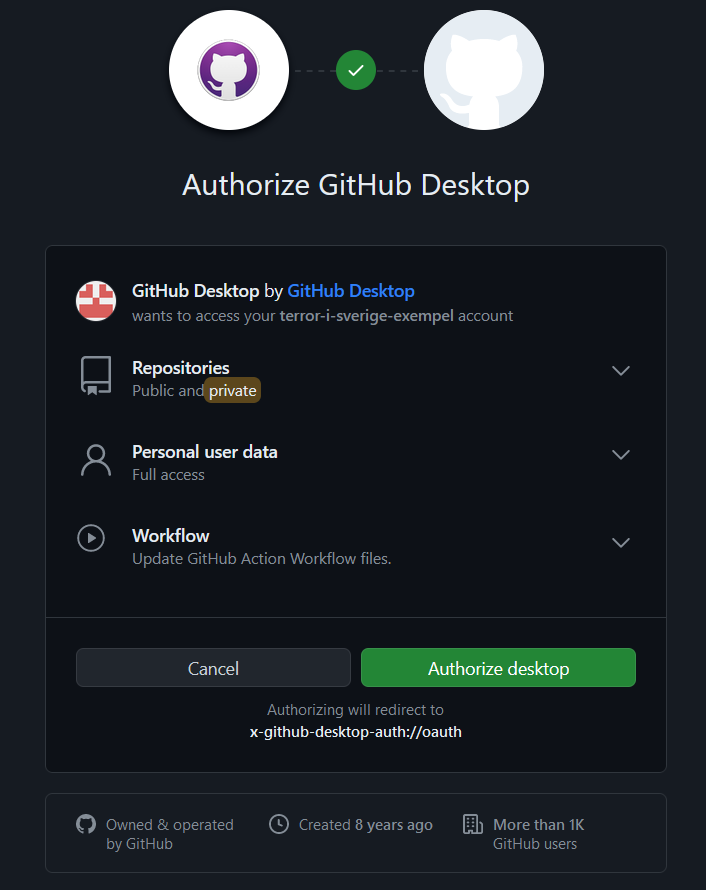 Authorize GitHub Desktop
GitHub Desktop by GitHub Desktop
wants to access your terror-i-sverige-exempel account
Repositories
Public and private
Personal user data
Full access
Workflow
Update GitHub Action Workflow files.
Cancel
Authorize desktop
Authorizing will redirect to
x-github-desktop-auth://oauth
Owned & operated
by GitHub
Created 8 years ago
More than 1K
GitHub users